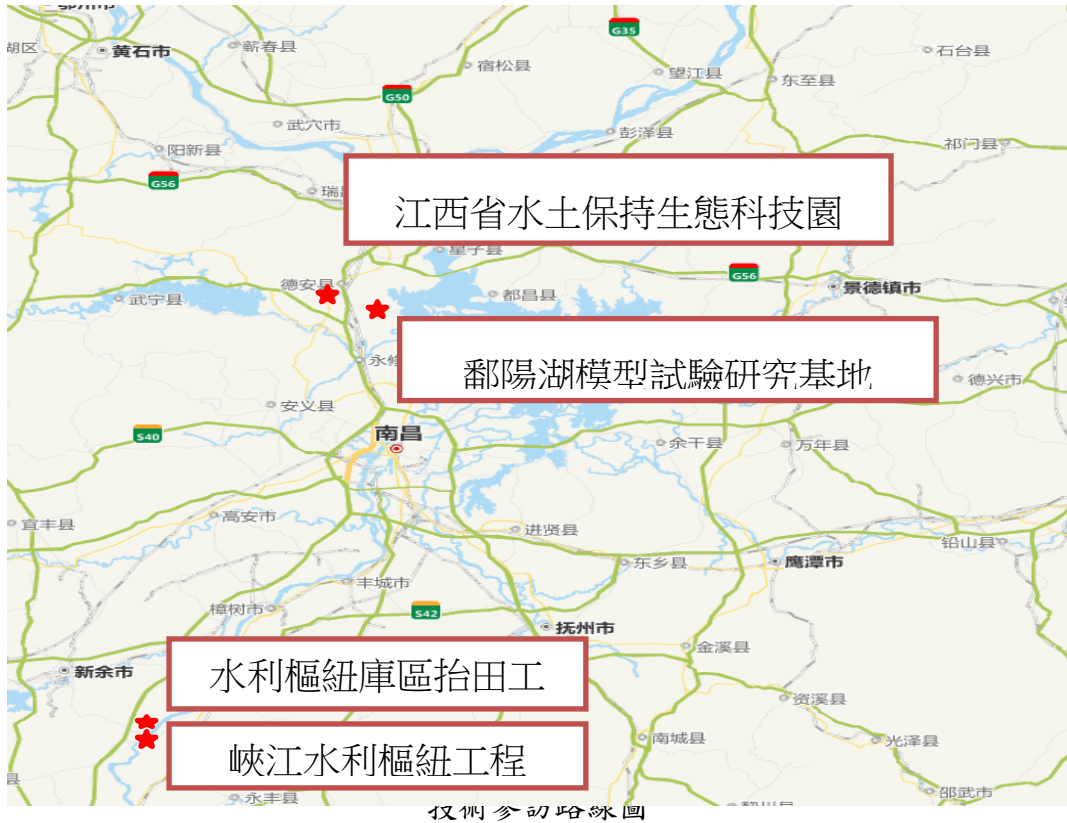 黄石市
蕲春县
G35
石台县
宿松县
望江县
东至县
G50
武穴市
彭泽县
阳新县
祁门县
G56
瑞昌
江西省水土保持生態科技園
星子县
德安县
G56
武宁县
都昌县
景德镇市
鄱陽湖模型試驗研究基地
永修
德兴市
安义县
S40
南昌
余干县
万年县
宜丰县
高安市
进贤县
铅山县
东乡县
鹰潭市
丰城市
樟树市
S42
抚州市
金溪县
新余市
水利樞紐庫區抬田工
资溪县
南城县
光泽县
峽江水利樞紐工程
永丰县
邵武市
技術參訪路線圖